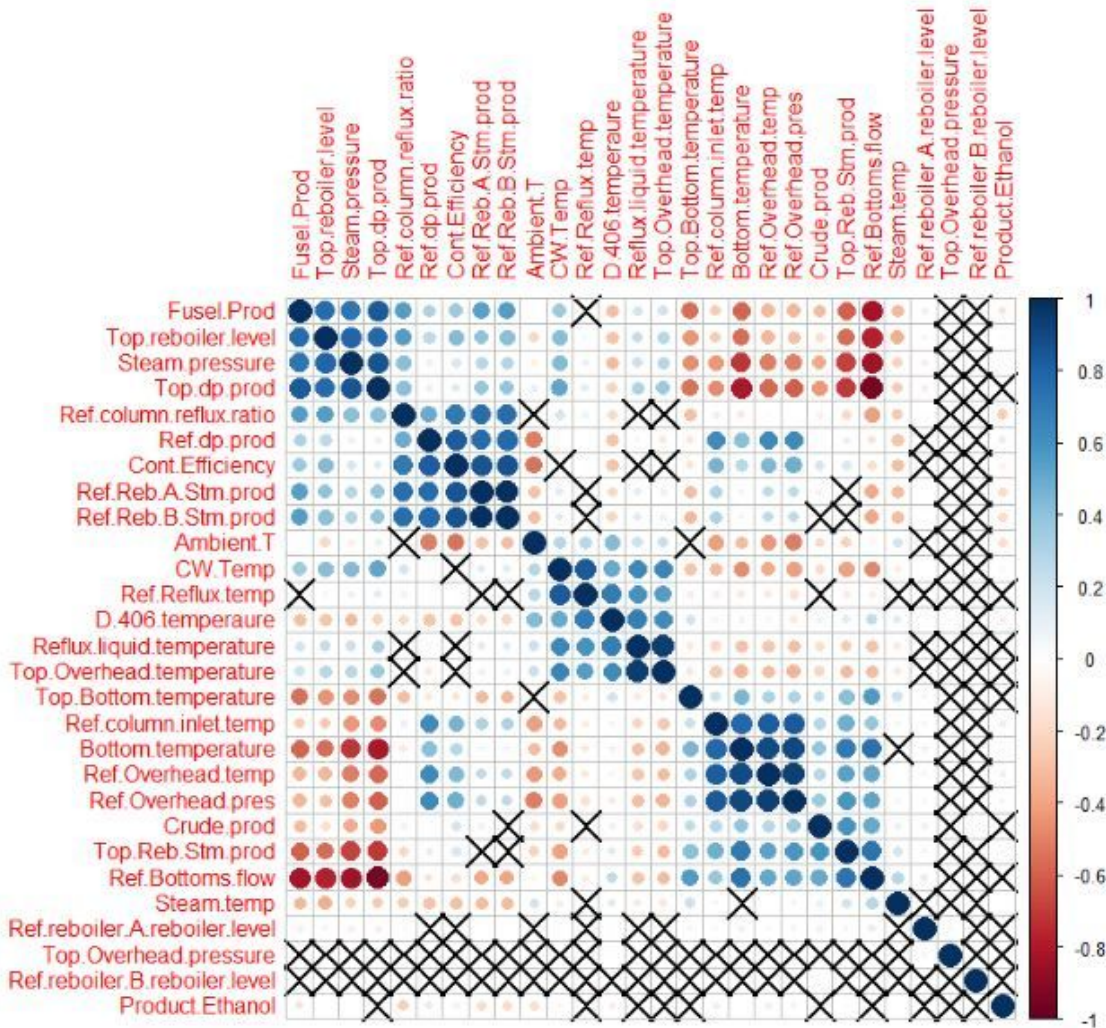 Fusel.Prod
Top.reboiler.level
Steam.pressure
Top.dp.prod
Ref.column.reflux.ratio
Ref.dp.prod
Cont.Efficiency
Ref.Reb.A.Stm.prod
Ref.Reb.B.Stm.prod
Ambient.T
CW.Temp
Ref.Reflux.temp
D.406.temperaure
Reflux.liquid.temperature
Top.Overhead.temperature
Top.Bottom.temperature
Ref.column.inlet.temp
Bottom.temperature
Ref.Overhead.temp
Ref.Overhead.pres
Crude.prod
Top.Reb.Stm.prod
Ref.Bottoms.flow
Steam.temp
Ref.reboiler.A.reboiler.level
Top.Overhead.pressure
Ref.reboiler.B.reboiler.level
Product.Ethanol
Fusel.Prod
Top.reboiler.level
Steam.pressure
Top.dp.prod
Ref.column.reflux.ratio
Ref.dp.prod
Cont.Efficiency
Ref.Reb.A.Stm.prod
Ref.Reb.B.Stm.prod
Ambient.T
CW.Temp
Ref.Reflux.temp
D.406.temperaure
Reflux.liquid.temperature
Top.Overhead.temperature
Top.Bottom.temperature
Ref.column.inlet.temp
Bottom.temperature
Ref.Overhead.temp
Ref.Overhead.pres
Crude.prod
Top.Reb.Stm.prod
Ref.Bottoms.flow
Steam.temp
Ref.reboiler.A.reboiler.level
Top.Overhead.pressure
Ref.reboiler.B.reboiler.level
Product.Ethanol
1
0.8
0.6
0.4
0.2
0
-0.2
-0.4
-0.6
-0.8
-1